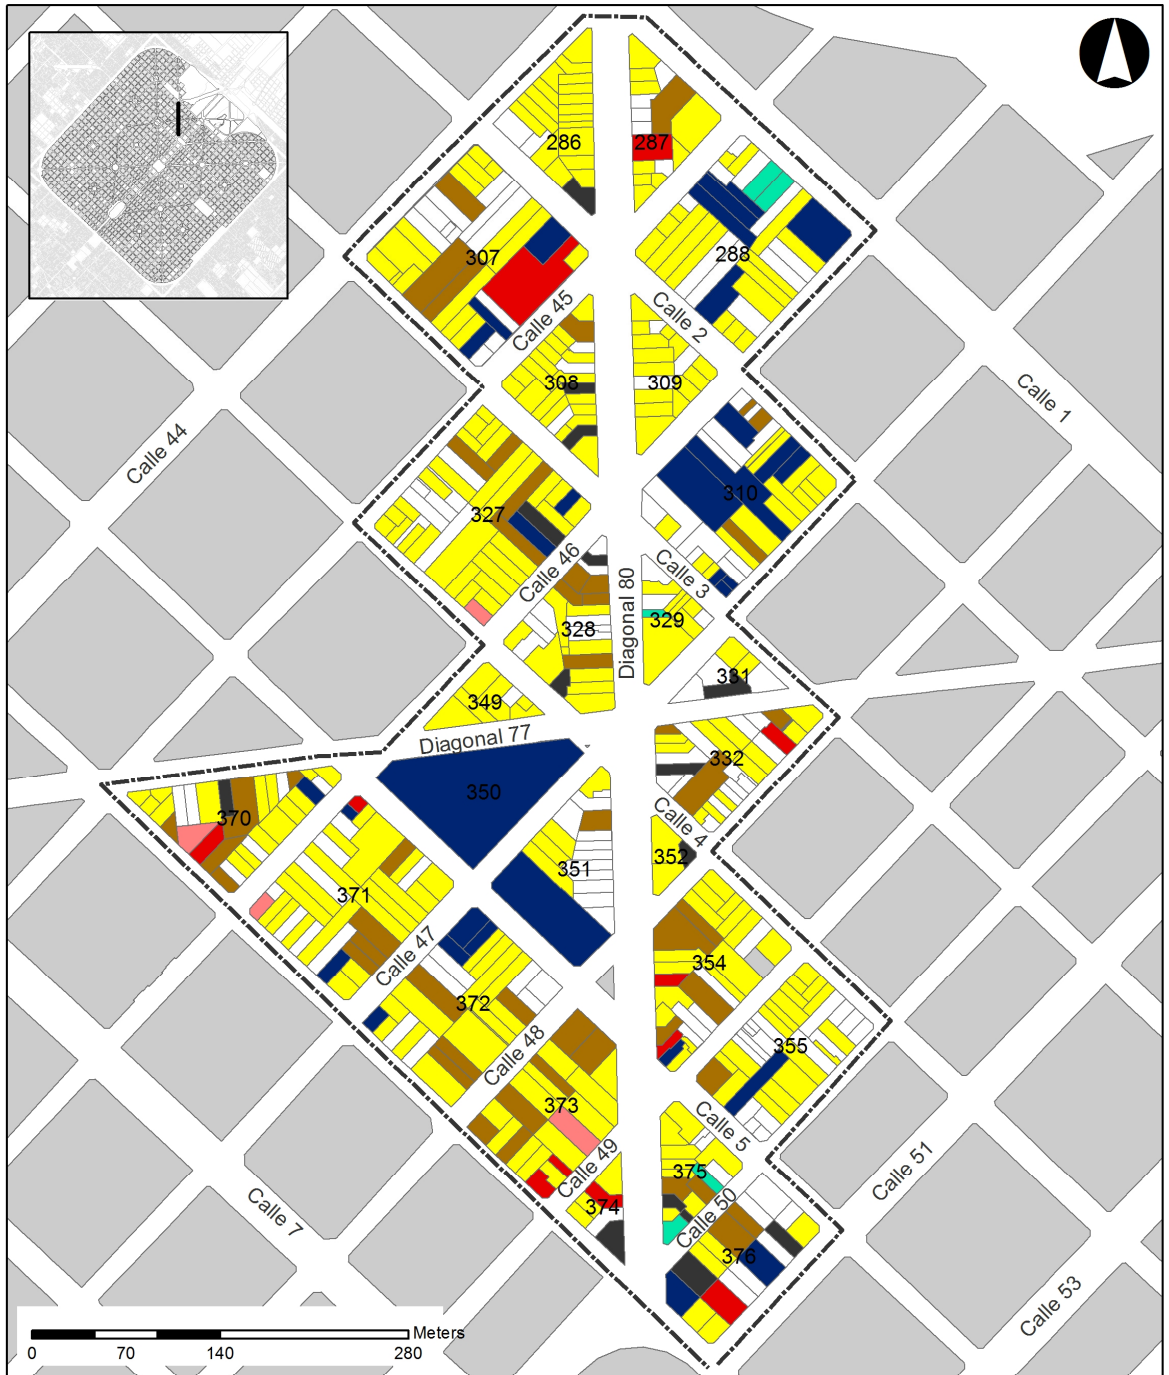 286
287
288
307
Calle 45
Calle 2
308
309
Calle 1
Calle 44
310
327
Calle 46
Calle 3
Diagonal 80
329
328
331
349
Diagonal 77
332
350
370
Calle 4
352
351
371
Calle 47
354
372
355
Calle 48
373
Calle 5
Calle 49
375
Calle 51
374
Calle 50
Calle 7
376
Calle 53
Meters
0 70 140 280